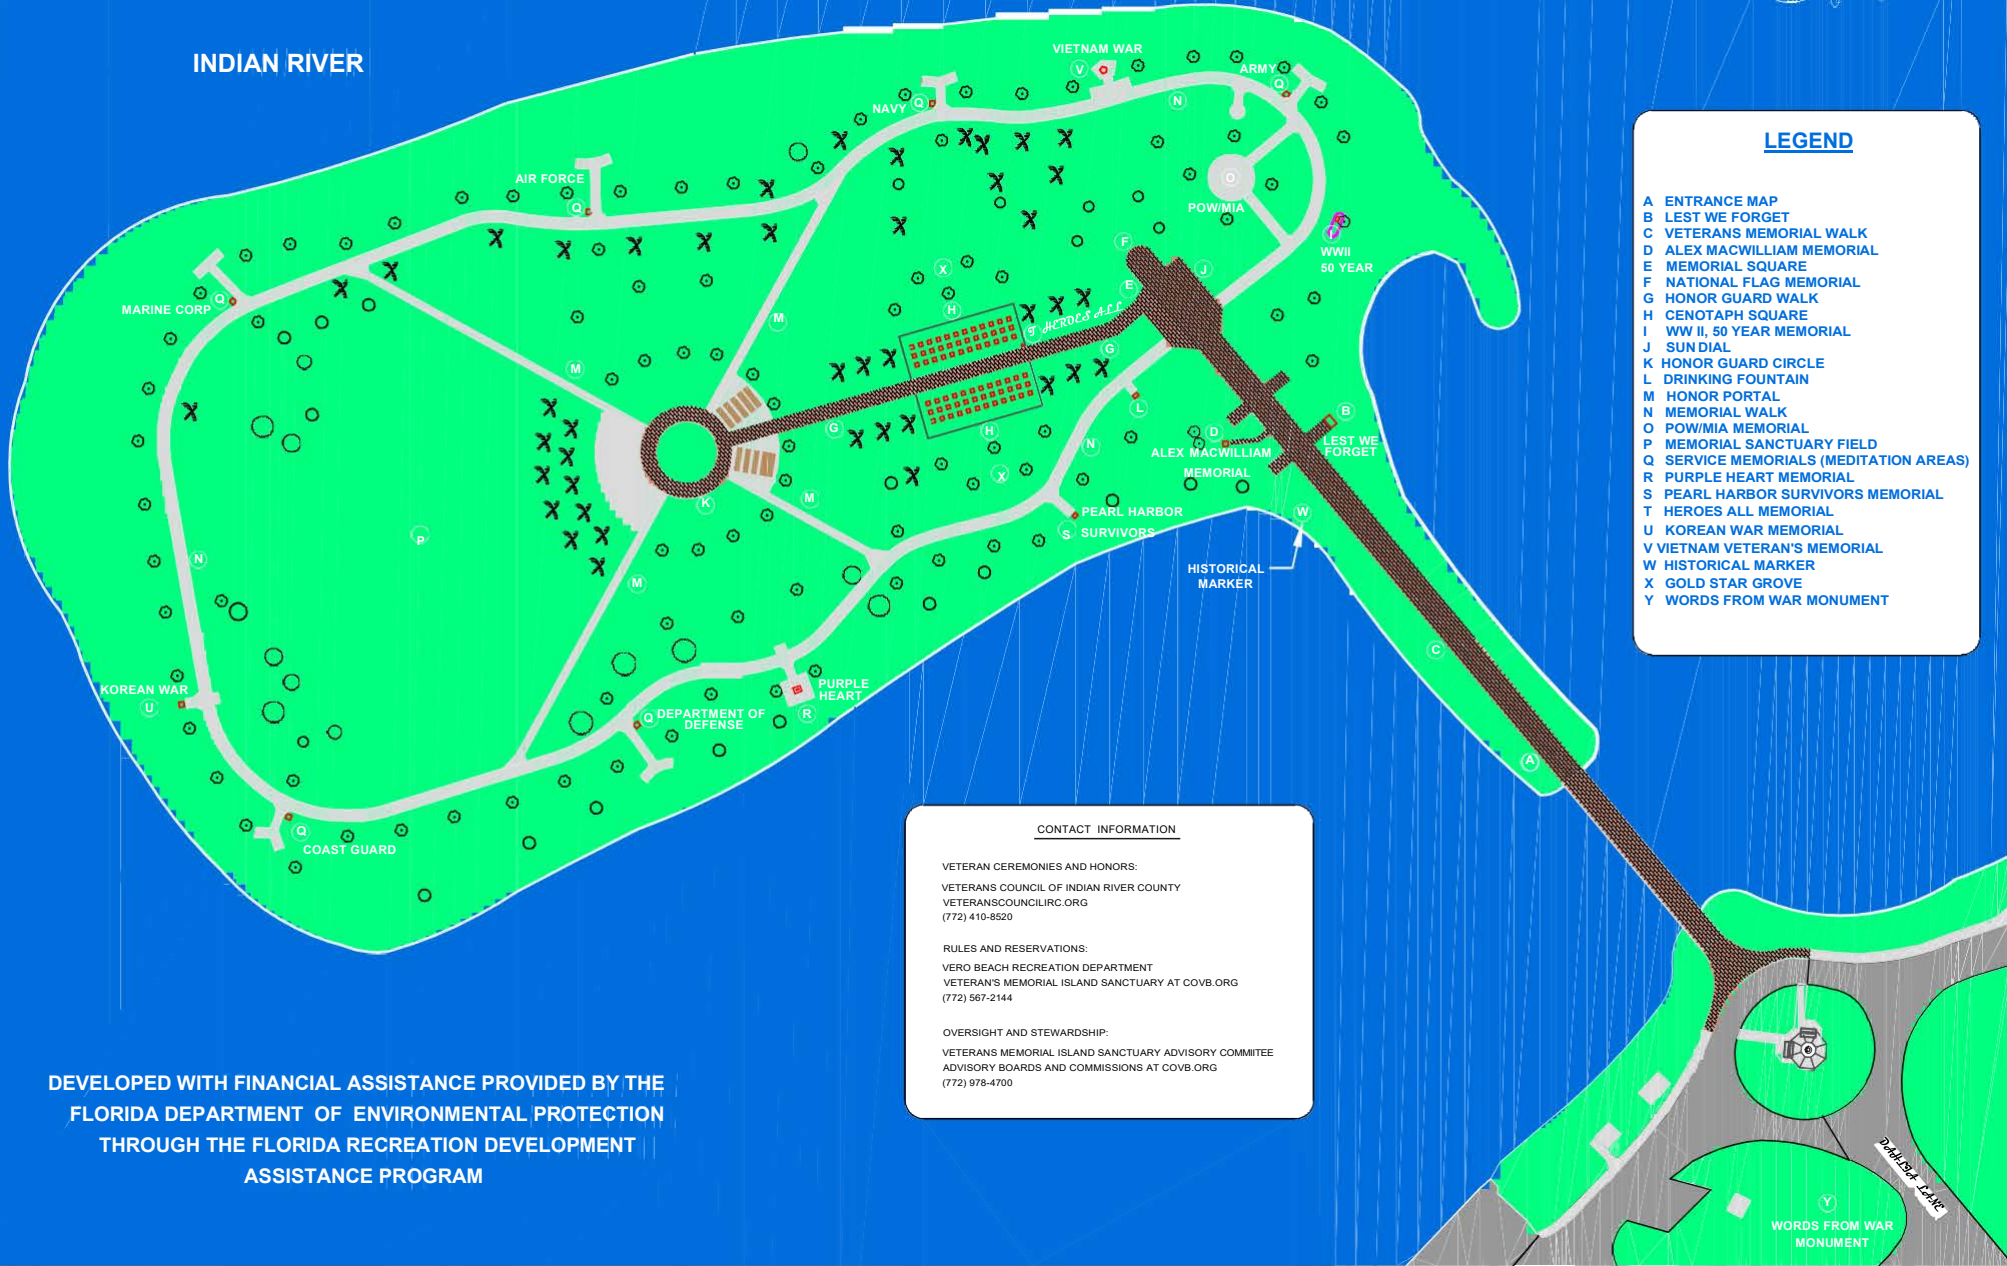 INDIAN RIVER
VIETNAM WAR
V
ARMY
Q
NAVY Q
N
AIR FORCE
Q
O
POW/MIA
I
WWII
50 YEAR
MARINE CORP Q
F
J
E
X
H
M
T HEROES ALL
G
M
L
B
LEST WE
FORGET
D
ALEX MACWILLIAM
MEMORIAL
G
H
N
X
M
K
PEARL HARBOR
S SURVIVORS
W
HISTORICAL
MARKER
P
N
M
C
KOREAN WAR
U
PURPLE
HEART
R
Q DEPARTMENT OF
DEFENSE
A
Q
COAST GUARD
LEGEND
A ENTRANCE MAP
B LEST WE FORGET
C VETERANS MEMORIAL WALK
D ALEX MACWILLIAM MEMORIAL
E MEMORIAL SQUARE
F NATIONAL FLAG MEMORIAL
G HONOR GUARD WALK
H CENOTAPH SQUARE
I WW II, 50 YEAR MEMORIAL
J SUN DIAL
K HONOR GUARD CIRCLE
L DRINKING FOUNTAIN
M HONOR PORTAL
N MEMORIAL WALK
O POW/MIA MEMORIAL
P MEMORIAL SANCTUARY FIELD
Q SERVICE MEMORIALS (MEDITATION AREAS)
R PURPLE HEART MEMORIAL
S PEARL HARBOR SURVIVORS MEMORIAL
T HEROES ALL MEMORIAL
U KOREAN WAR MEMORIAL
V VIETNAM VETERAN'S MEMORIAL
W HISTORICAL MARKER
X GOLD STAR GROVE
Y WORDS FROM WAR MONUMENT
CONTACT INFORMATION
VETERAN CEREMONIES AND HONORS:
VETERANS COUNCIL OF INDIAN RIVER COUNTY
VETERANSCOUNCILIRC.ORG
(772) 410-8520
RULES AND RESERVATIONS:
VERO BEACH RECREATION DEPARTMENT
VETERAN'S MEMORIAL ISLAND SANCTUARY AT COVB.ORG
(772) 567-2144
OVERSIGHT AND STEWARDSHIP:
VETERANS MEMORIAL ISLAND SANCTUARY ADVISORY COMMIITEE
ADVISORY BOARDS AND COMMISSIONS AT COVB.ORG
(772) 978-4700
DEVELOPED WITH FINANCIAL ASSISTANCE PROVIDED BY THE
FLORIDA DEPARTMENT OF ENVIRONMENTAL PROTECTION
THROUGH THE FLORIDA RECREATION DEVELOPMENT
ASSISTANCE PROGRAM
DAHLIA LANE
Y
WORDS FROM WAR
MONUMENT